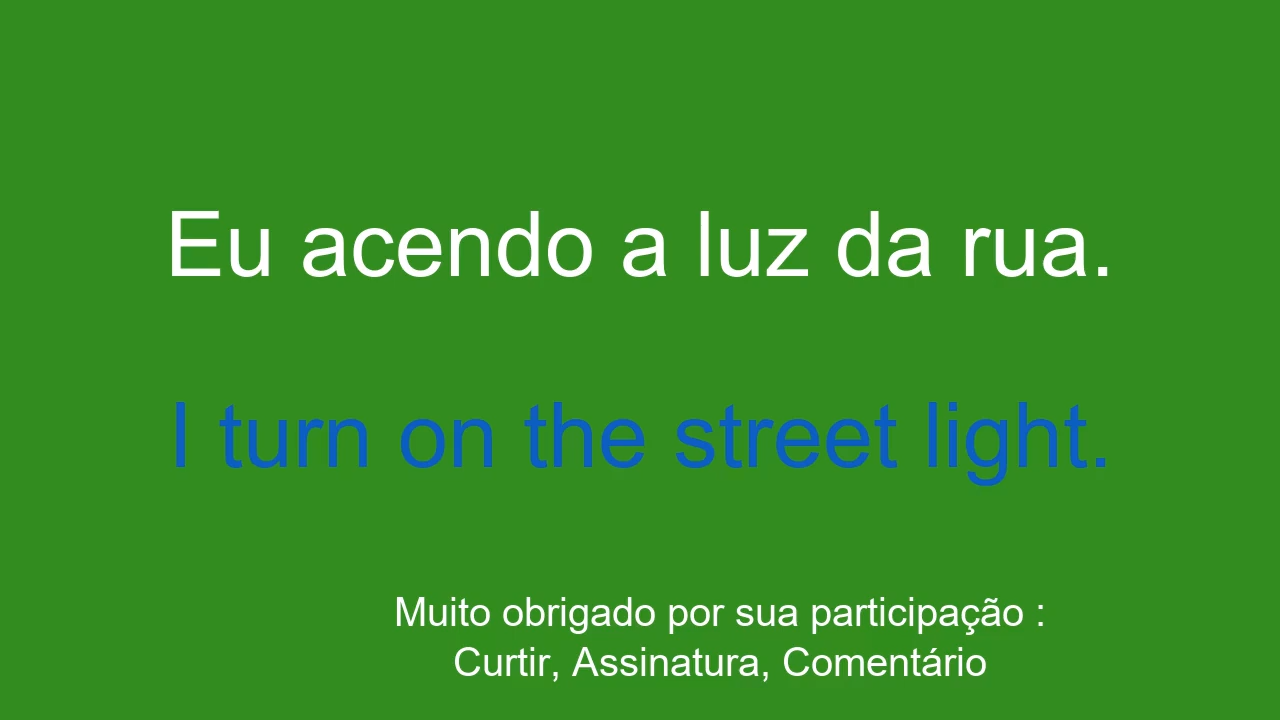 Eu acendo a luz da rua.
I turn on the street light.
Muito obrigado por sua participação :
Curtir, Assinatura, Comentário